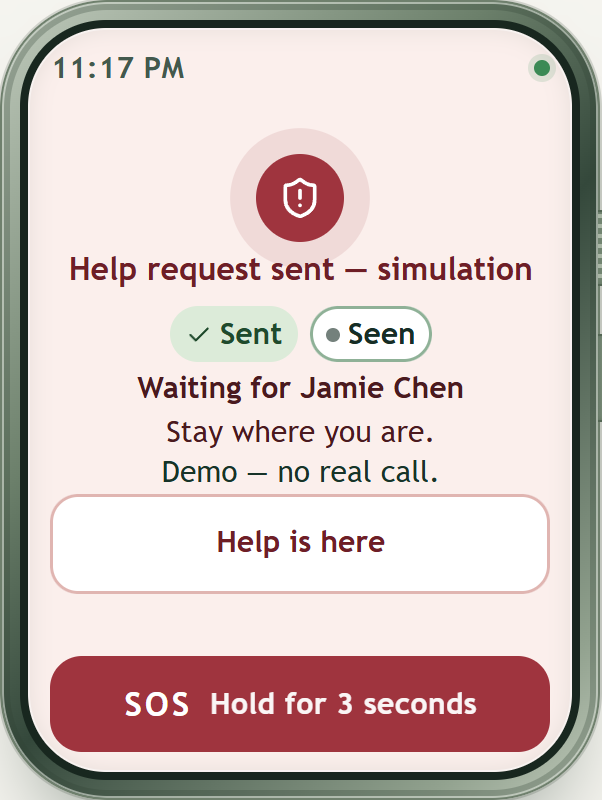 11:17 PM
Help request sent — simulation
✓ Sent
Seen
Waiting for Jamie Chen
Stay where you are.
Demo — no real call.
Help is here
SOS Hold for 3 seconds